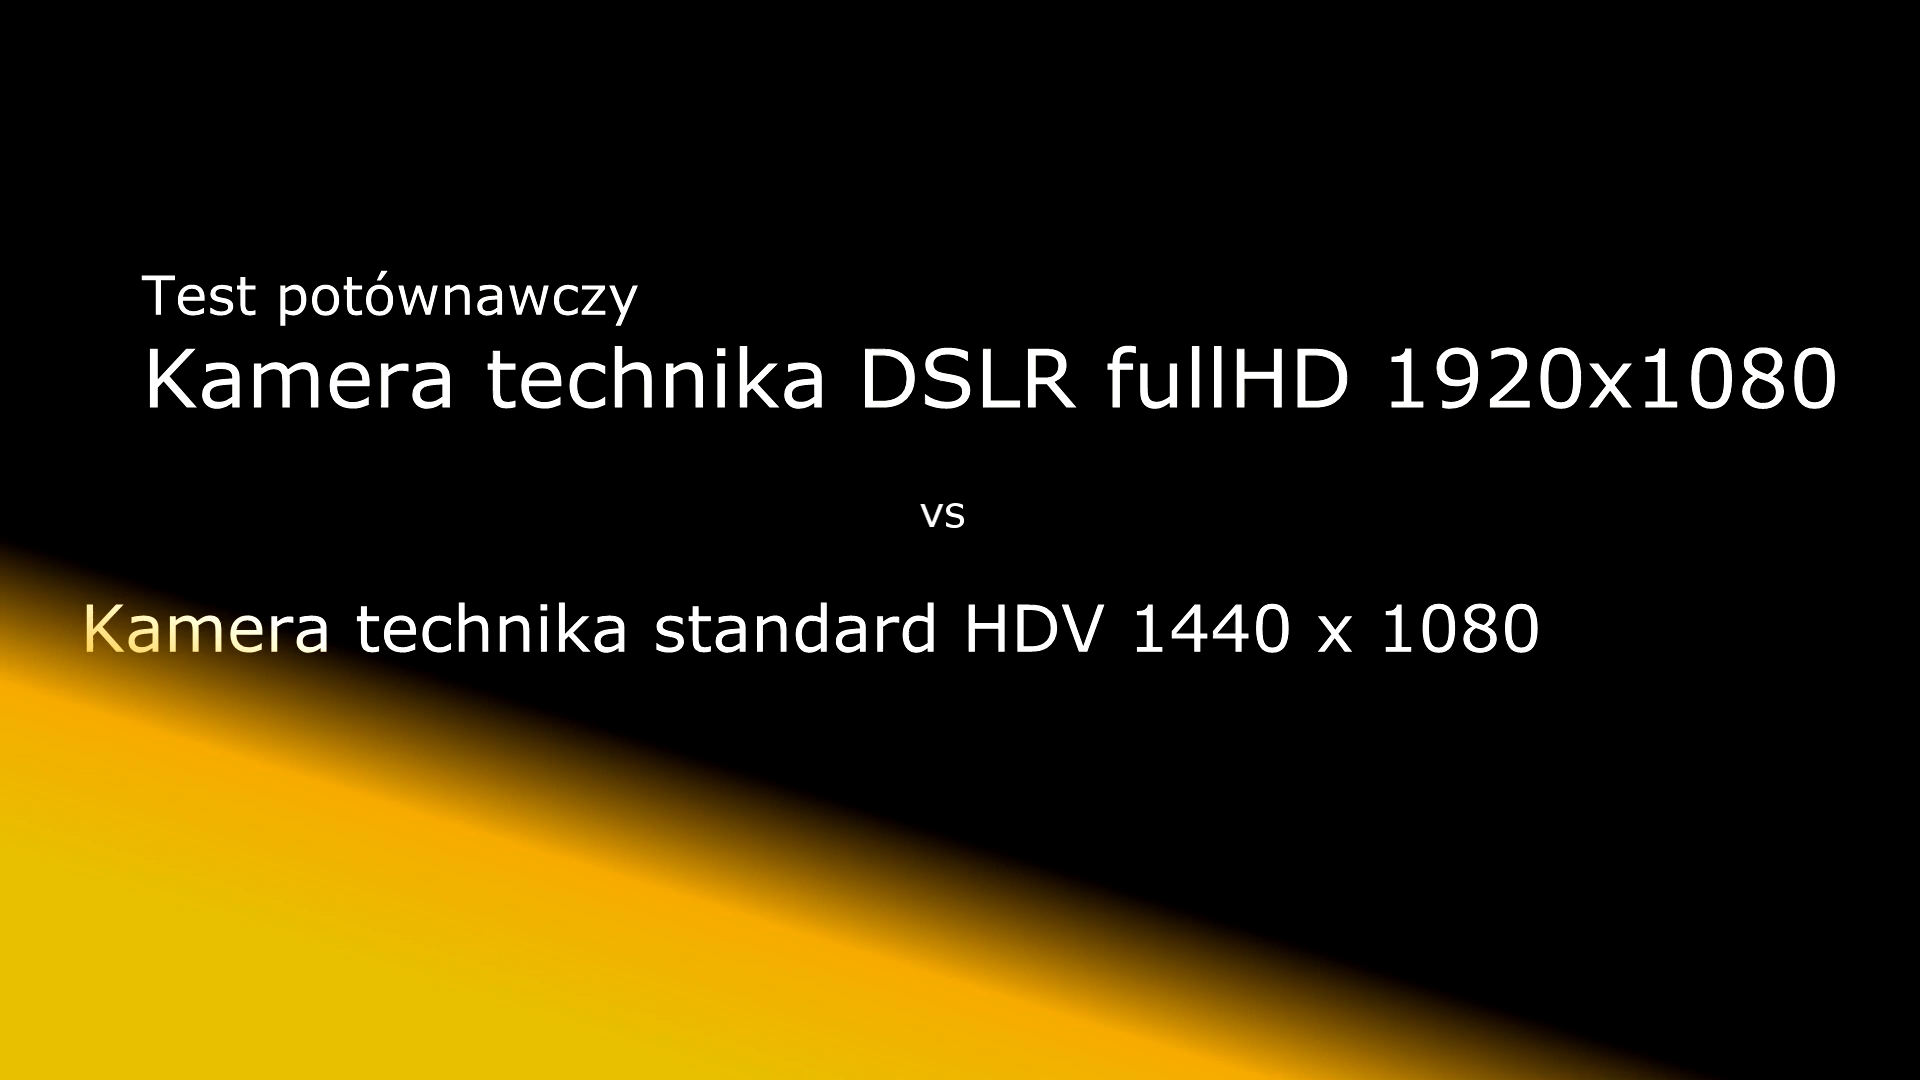 Test potównawczy
Kamera technika DSLR fullHD 1920x1080
vs
Kamera technika standard HDV 1440 x 1080